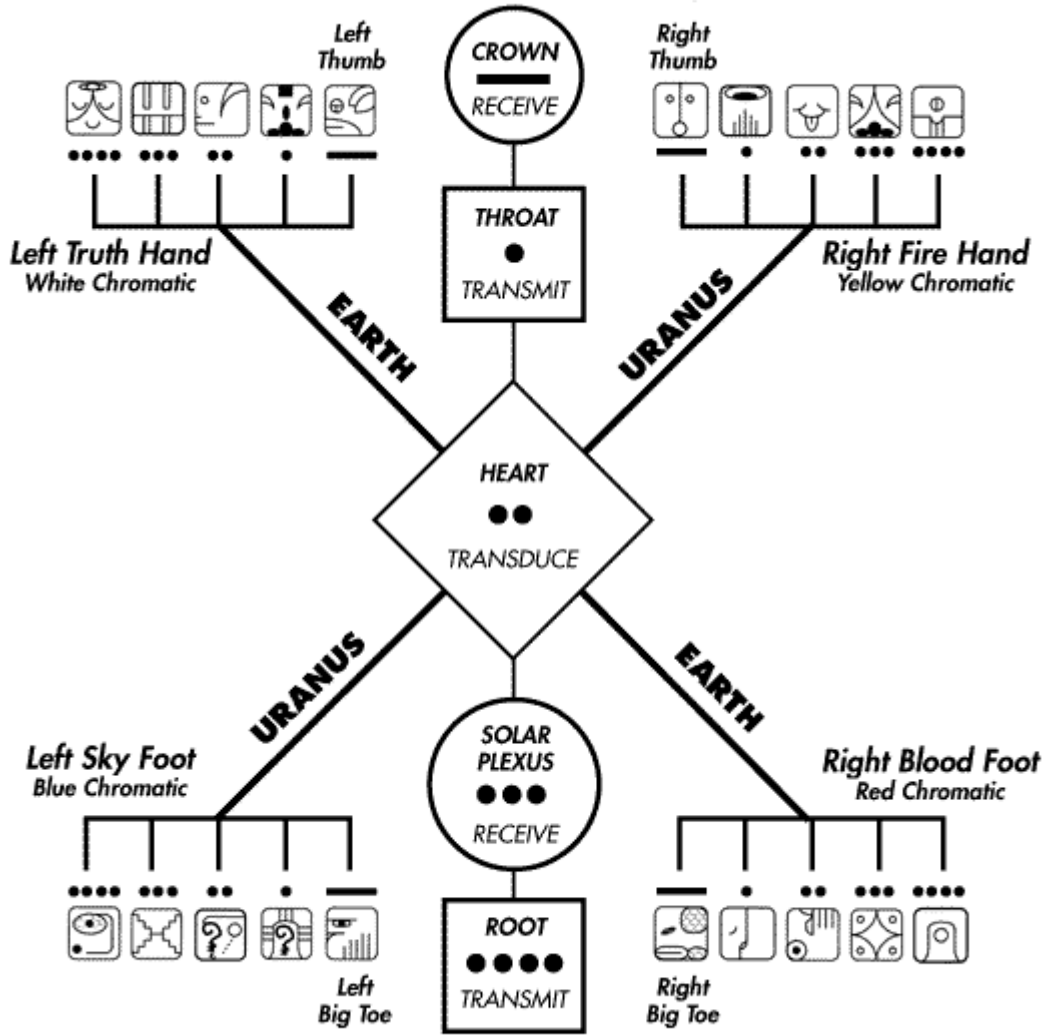 Left
Thumb
CROWN
RECEIVE
Right
Thumb
THROAT
TRANSMIT
Left Truth Hand
White Chromatic
Right Fire Hand
Yellow Chromatic
EARTH
URANUS
HEART
TRANSDUCE
URANUS
EARTH
Left Sky Foot
Blue Chromatic
SOLAR
PLEXUS
RECEIVE
Right Blood Foot
Red Chromatic
ROOT
TRANSMIT
Left
Big Toe
Right
Big Toe